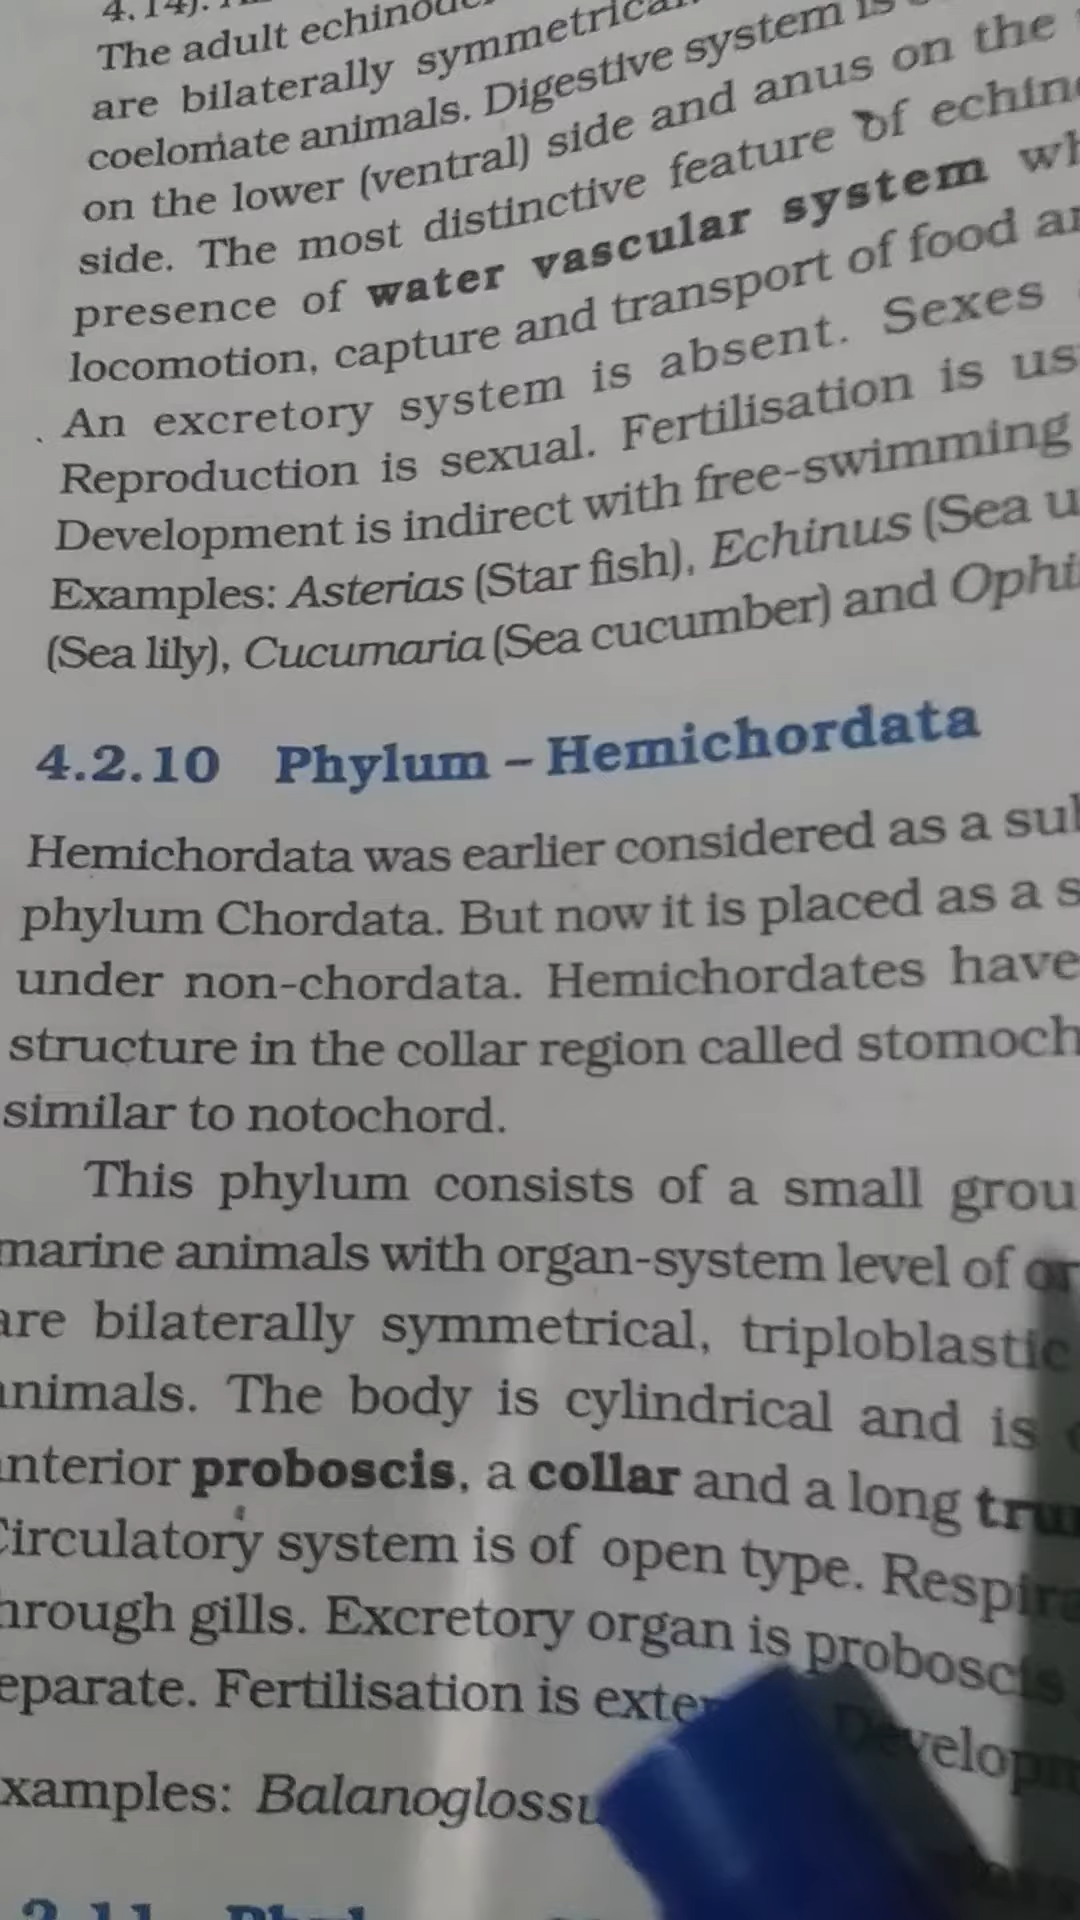 4.14).
The adult echinod
are bilaterally symmetrical
coelomate animals. Digestive system is
on the lower (ventral) side and anus on the
side. The most distinctive feature of echin
presence of water vascular system wh
locomotion, capture and transport of food an
An excretory system is absent. Sexes
Reproduction is sexual. Fertilisation is us
Development is indirect with free-swimming
Examples: Asterias (Star fish), Echinus (Sea u
(Sea lily), Cucumaria (Sea cucumber) and Ophi
4.2.10 Phylum – Hemichordata
Hemichordata was earlier considered as a su
phylum Chordata. But now it is placed as a s
under non-chordata. Hemichordates have
structure in the collar region called stomoch
similar to notochord.
This phylum consists of a small grou
marine animals with organ-system level of or
are bilaterally symmetrical, triploblastic
nimals. The body is cylindrical and is
nterior proboscis, a collar and a long trun
Circulatory system is of open type. Respira
hrough gills. Excretory organ is proboscis
eparate. Fertilisation is exter Developm
xamples: Balanoglossu
2.11